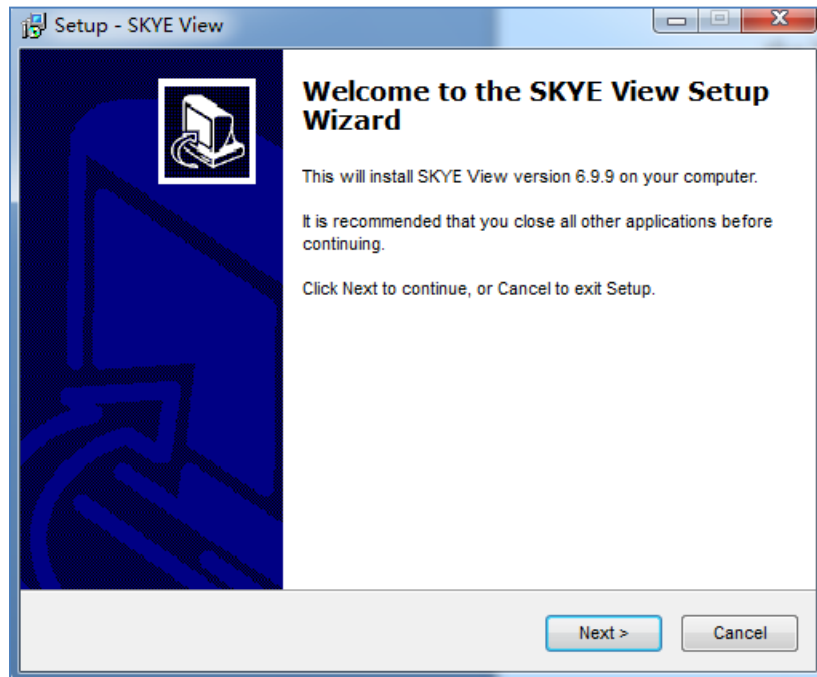 Setup - SKYE View
Welcome to the SKYE View Setup
Wizard
This will install SKYE View version 6.9.9 on your computer.
It is recommended that you close all other applications before
continuing.
Click Next to continue, or Cancel to exit Setup.
Next >
Cancel